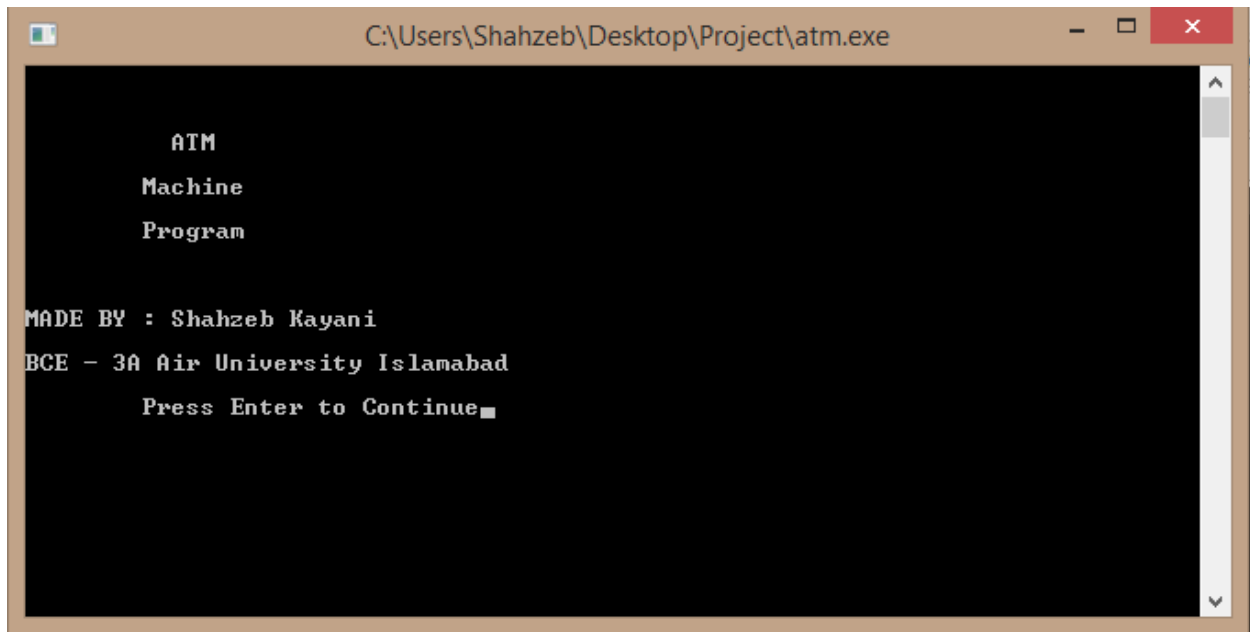 C:\Users\Shahzeb\Desktop\Project\atm.exe
ATM
Machine
Program
MADE BY : Shahzeb Kayani
BCE - 3A Air University Islamabad
Press Enter to Continue